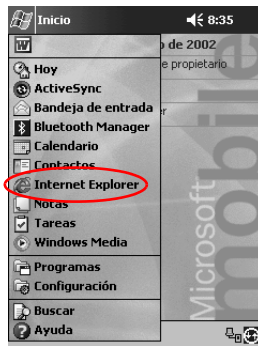 Inicio 8:35
o de 2002
Hoy
e propietario
ActiveSync
Bandeja de entrada
Bluetooth Manager
Calendario
Contactos
Internet Explorer
Notas
Tareas
Windows Media
Programas
Configuración
Buscar
Ayuda
Microsoft
mobile